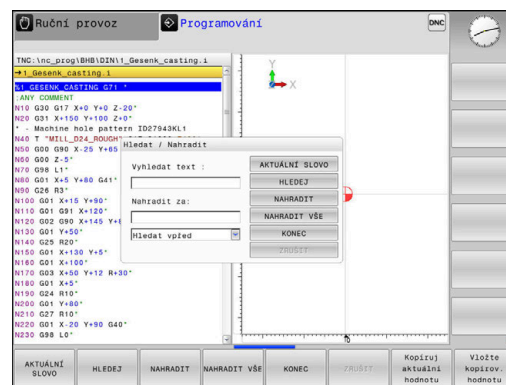 Ruční provoz
Programování
DNC
TNC:\nc_prog\BHB\DIN\1_Gesenk_casting.i
→1_Gesenk_casting.i
%1_GESENK_CASTING G71 *
;ANY COMMENT
N10 G30 G17 X+0 Y+0 Z-20*
N20 G31 X+150 Y+100 Z+0*
* - Machine hole pattern ID27943KL1
N40 T "MILL_D24_ROUGH"
N50 G00 G90 X-25 Y+65
N60 G00 Z-5*
N70 G98 L1*
N80 G01 X+5 Y+80 G41*
N90 G26 R3*
N100 G01 X+15 Y+90*
N110 G01 G91 X+120*
N120 G02 G90 X+145 Y+
N130 G01 Y+50*
N140 G25 R20*
N150 G01 X+130 Y+5*
N160 G01 X+100*
N170 G03 X+50 Y+12 R+30*
N180 G01 X+5*
N190 G24 R10*
N200 G01 Y+80*
N210 G27 R10*
N220 G01 X-20 Y+90 G40*
N230 G98 L0*
Y
X
Hledat / Nahradit
Vyhledat text :
Nahradit za:
Hledat vpřed
AKTUÁLNÍ SLOVO
HLEDEJ
NAHRADIT
NAHRADIT VŠE
KONEC
ZRUŠIT
AKTUÁLNÍ SLOVO
HLEDEJ
NAHRADIT
NAHRADIT VŠE
KONEC
ZRUŠIT
Kopíruj aktuální hodnotu
Vložte kopírov. hodnotu